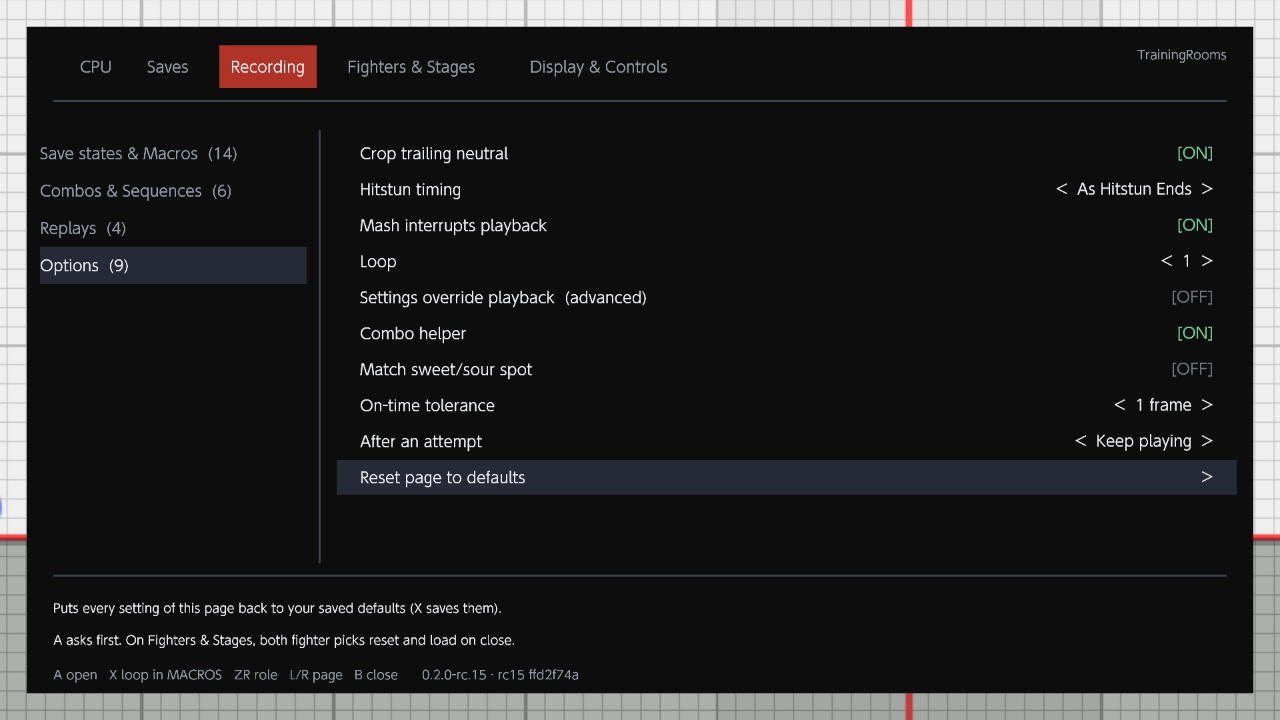 CPU Saves Recording Fighters & Stages Display & Controls TrainingRooms
Save states & Macros (14)
Combos & Sequences (6)
Replays (4)
Options (9)
Crop trailing neutral [ON]
Hitstun timing < As Hitstun Ends >
Mash interrupts playback [ON]
Loop < 1 >
Settings override playback (advanced) [OFF]
Combo helper [ON]
Match sweet/sour spot [OFF]
On-time tolerance < 1 frame >
After an attempt < Keep playing >
Reset page to defaults >
Puts every setting of this page back to your saved defaults (X saves them).
A asks first. On Fighters & Stages, both fighter picks reset and load on close.
A open X loop in MACROS ZR role L/R page B close 0.2.0-rc.15 · rc15 ffd2f74a